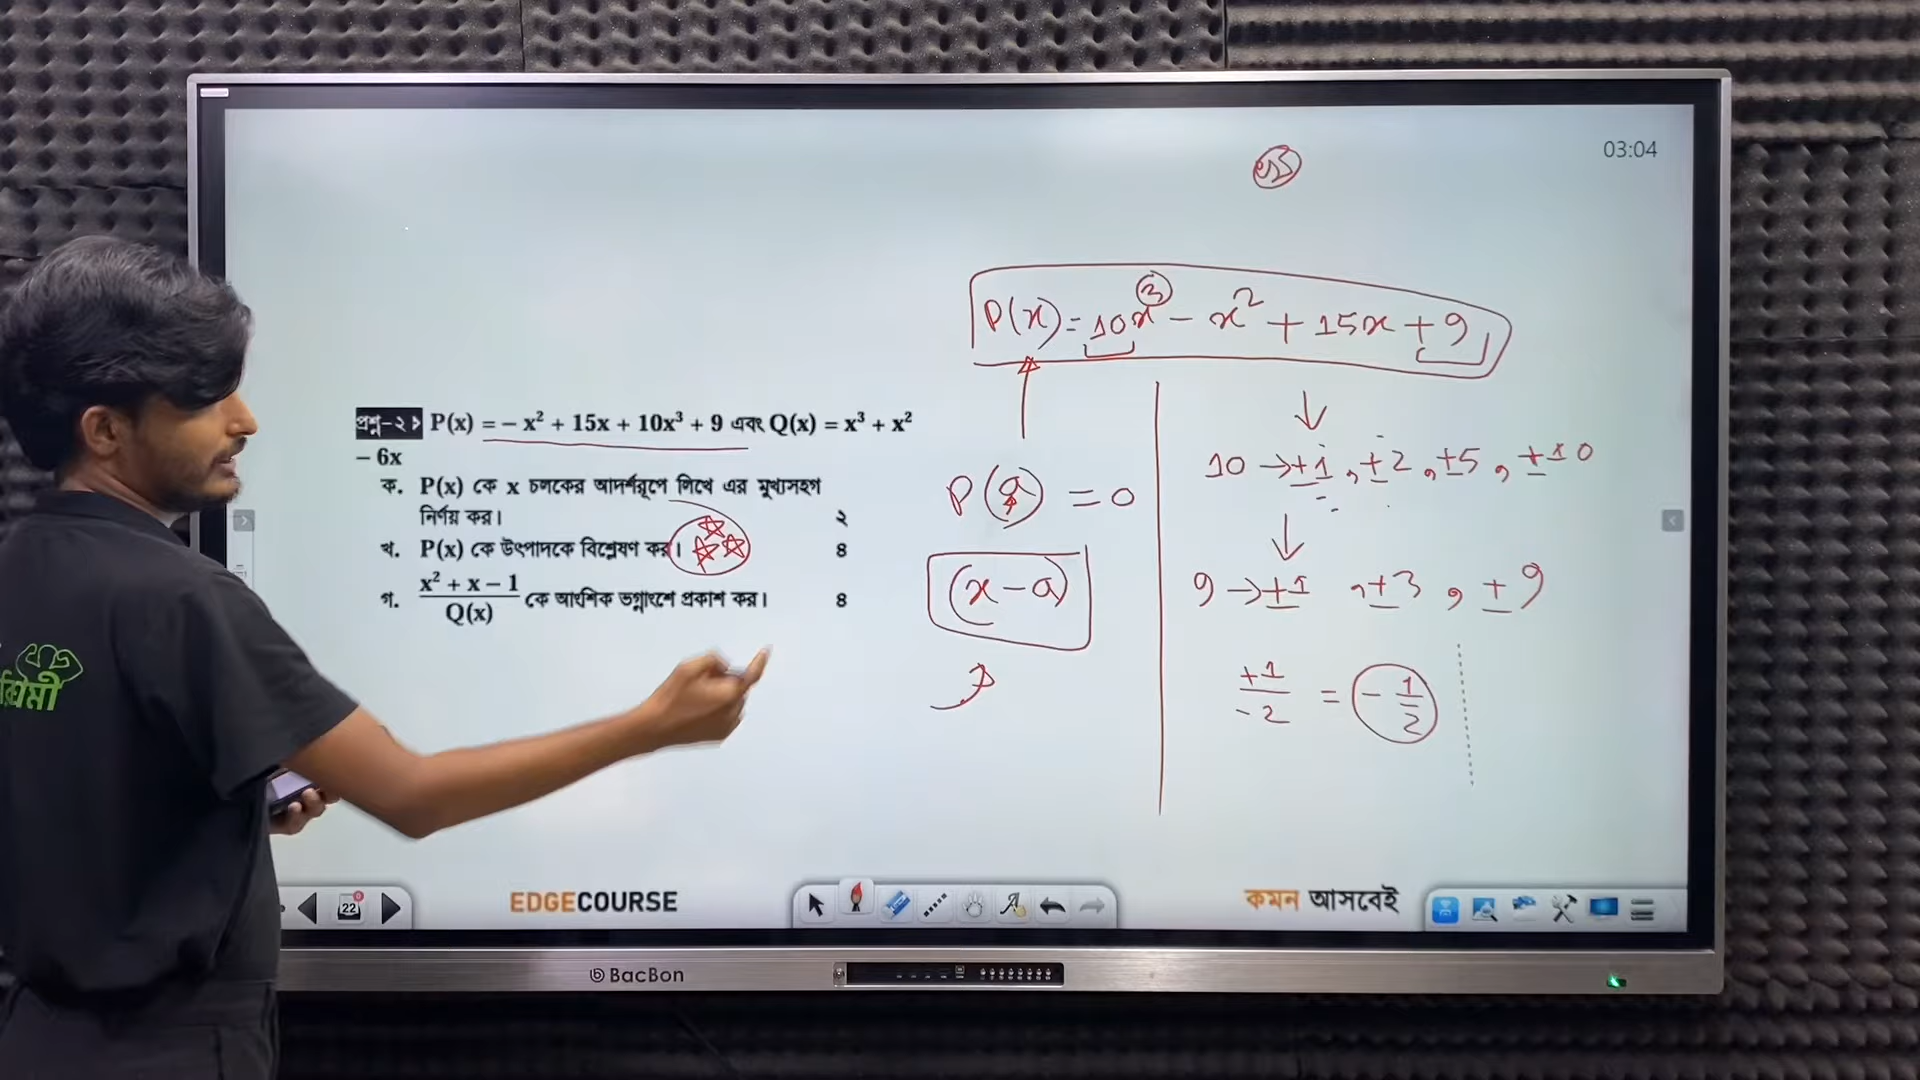 03:04
প্রশ্ন-২ P(x) = – x² + 15x + 10x³ + 9 এবং Q(x) = x³ + x²
– 6x
ক. P(x) কে x চলকের আদর্শরূপে লিখে এর মুখ্যসহগ
নির্ণয় কর। ২
খ. P(x) কে উৎপাদকে বিশ্লেষণ কর। ৪
গ. x² + x – 1 / Q(x) কে আংশিক ভগ্নাংশে প্রকাশ কর। ৪
P(x) = 10x³ – x² + 15x + 9
P(a) = 0
(x – a)
10 → ±1, ±2, ±5, ±10
9 → ±1, ±3, ±9
+1/-2 = -1/2
22
EDGECOURSE
কমন আসবেই
BacBon